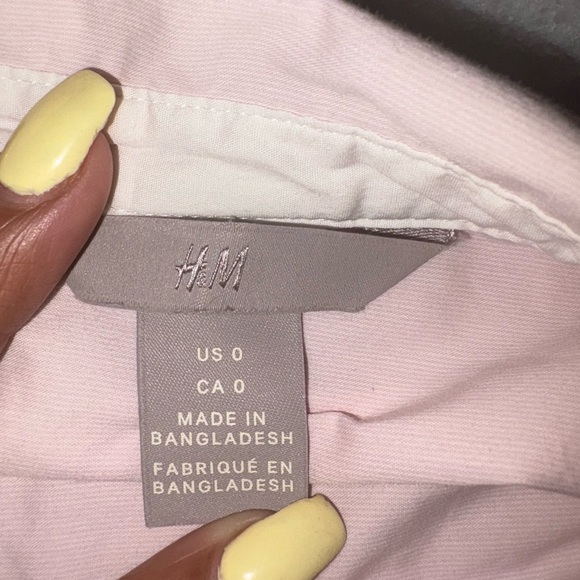 H&M
US 0
CA 0
MADE IN
BANGLADESH
FABRIQUÉ EN
BANGLADESH